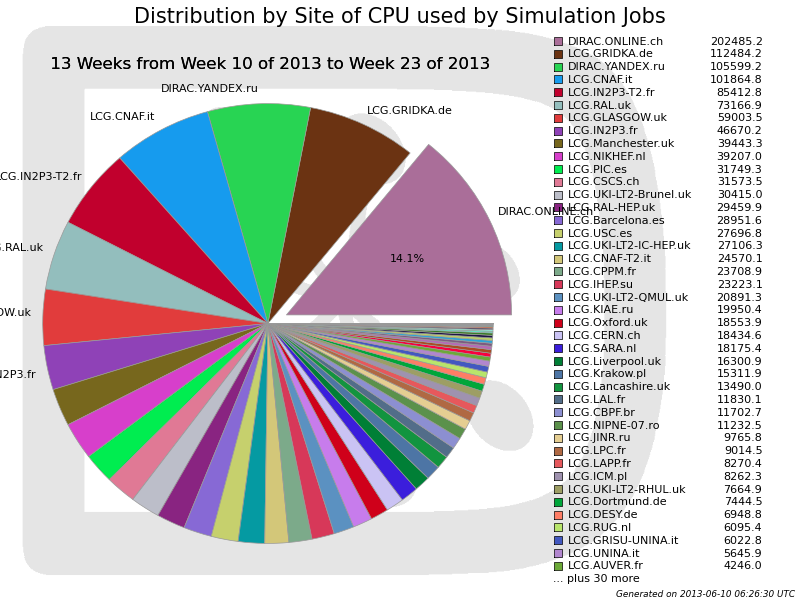 Distribution by Site of CPU used by Simulation Jobs
13 Weeks from Week 10 of 2013 to Week 23 of 2013
DIRAC.YANDEX.ru
LCG.CNAF.it
LCG.GRIDKA.de
LCG.IN2P3-T2.fr
DIRAC.ONLINE.ch
.RAL.uk
14.1%
OW.uk
N2P3.fr
DIRAC.ONLINE.ch 202485.2
LCG.GRIDKA.de 112484.2
DIRAC.YANDEX.ru 105599.2
LCG.CNAF.it 101864.8
LCG.IN2P3-T2.fr 85412.8
LCG.RAL.uk 73166.9
LCG.GLASGOW.uk 59003.5
LCG.IN2P3.fr 46670.2
LCG.Manchester.uk 39443.3
LCG.NIKHEF.nl 39207.0
LCG.PIC.es 31749.3
LCG.CSCS.ch 31573.5
LCG.UKI-LT2-Brunel.uk 30415.0
LCG.RAL-HEP.uk 29459.9
LCG.Barcelona.es 28951.6
LCG.USC.es 27696.8
LCG.UKI-LT2-IC-HEP.uk 27106.3
LCG.CNAF-T2.it 24570.1
LCG.CPPM.fr 23708.9
LCG.IHEP.su 23223.1
LCG.UKI-LT2-QMUL.uk 20891.3
LCG.KIAE.ru 19950.4
LCG.Oxford.uk 18553.9
LCG.CERN.ch 18434.6
LCG.SARA.nl 18175.4
LCG.Liverpool.uk 16300.9
LCG.Krakow.pl 15311.9
LCG.Lancashire.uk 13490.0
LCG.LAL.fr 11830.1
LCG.CBPF.br 11702.7
LCG.NIPNE-07.ro 11232.5
LCG.JINR.ru 9765.8
LCG.LPC.fr 9014.5
LCG.LAPP.fr 8270.4
LCG.ICM.pl 8262.3
LCG.UKI-LT2-RHUL.uk 7664.9
LCG.Dortmund.de 7444.5
LCG.DESY.de 6948.8
LCG.RUG.nl 6095.4
LCG.GRISU-UNINA.it 6022.8
LCG.UNINA.it 5645.9
LCG.AUVER.fr 4246.0
... plus 30 more
Generated on 2013-06-10 06:26:30 UTC